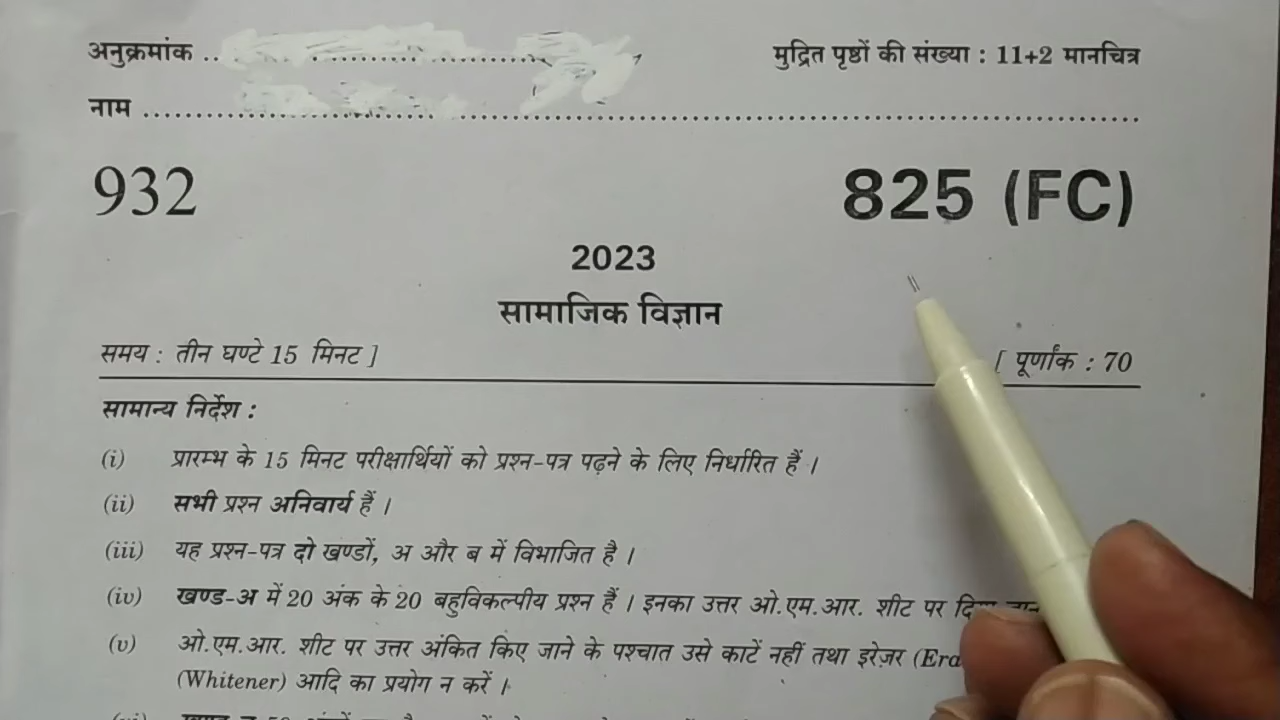 अनुक्रमांक .. ........................
मुद्रित पृष्ठों की संख्या : 11+2 मानचित्र
नाम ........................
932
825 (FC)
2023
सामाजिक विज्ञान
समय : तीन घण्टे 15 मिनट ]
[ पूर्णांक : 70
सामान्य निर्देश :
(i) प्रारम्भ के 15 मिनट परीक्षार्थियों को प्रश्न-पत्र पढ़ने के लिए निर्धारित हैं ।
(ii) सभी प्रश्न अनिवार्य हैं ।
(iii) यह प्रश्न-पत्र दो खण्डों, अ और ब में विभाजित है ।
(iv) खण्ड-अ में 20 अंक के 20 बहुविकल्पीय प्रश्न हैं । इनका उत्तर ओ.एम.आर. शीट पर
(v) ओ.एम.आर. शीट पर उत्तर अंकित किए जाने के पश्चात उसे काटें नहीं तथा इरेज़र
(Whitener) आदि का प्रयोग न करें ।